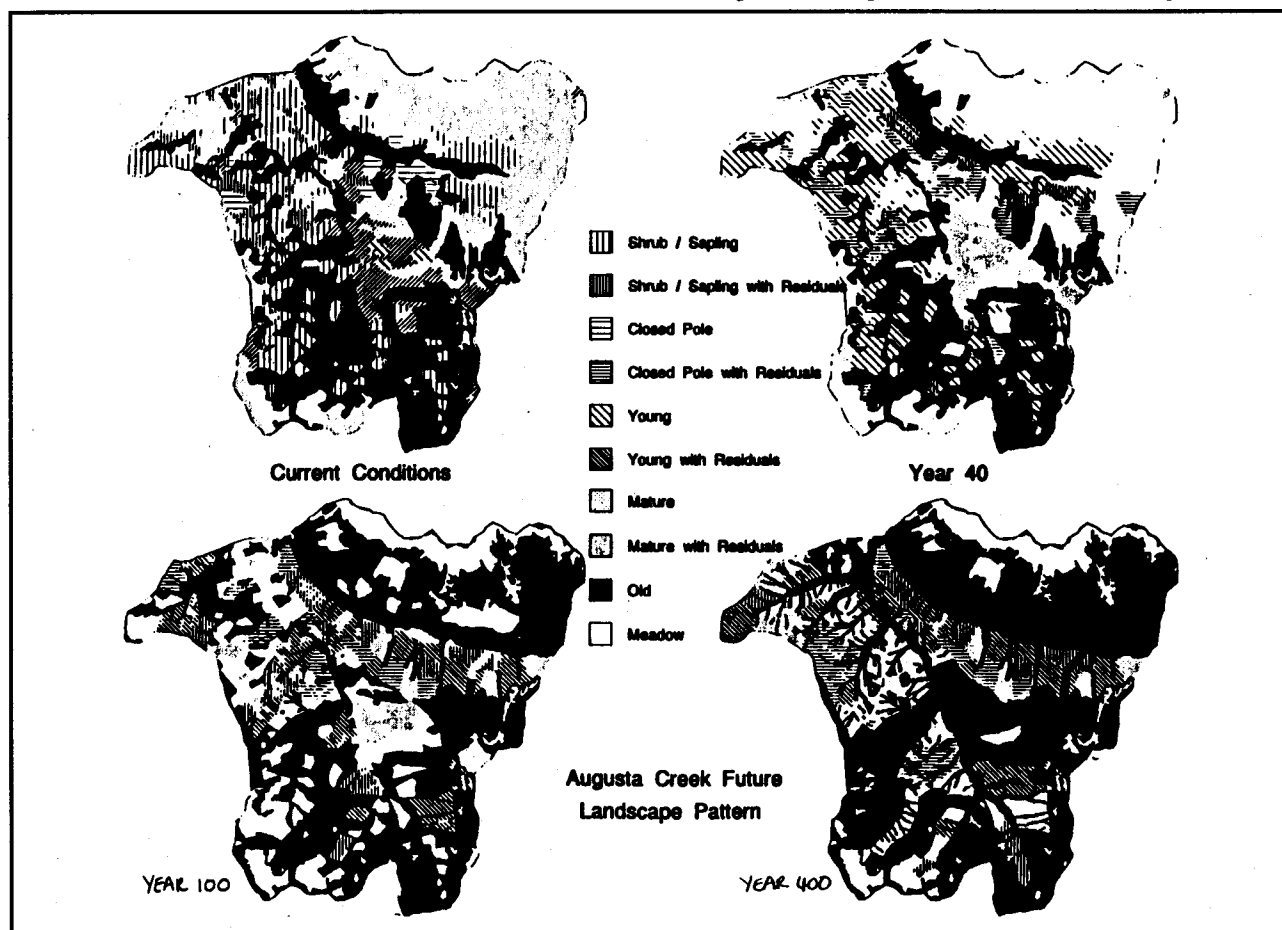 Shrub / Sapling
Shrub / Sapling with Residuals
Closed Pole
Closed Pole with Residuals
Young
Young with Residuals
Mature
Mature with Residuals
Old
Meadow
Current Conditions
Year 40
Augusta Creek Future
Landscape Pattern
YEAR 100
YEAR 400